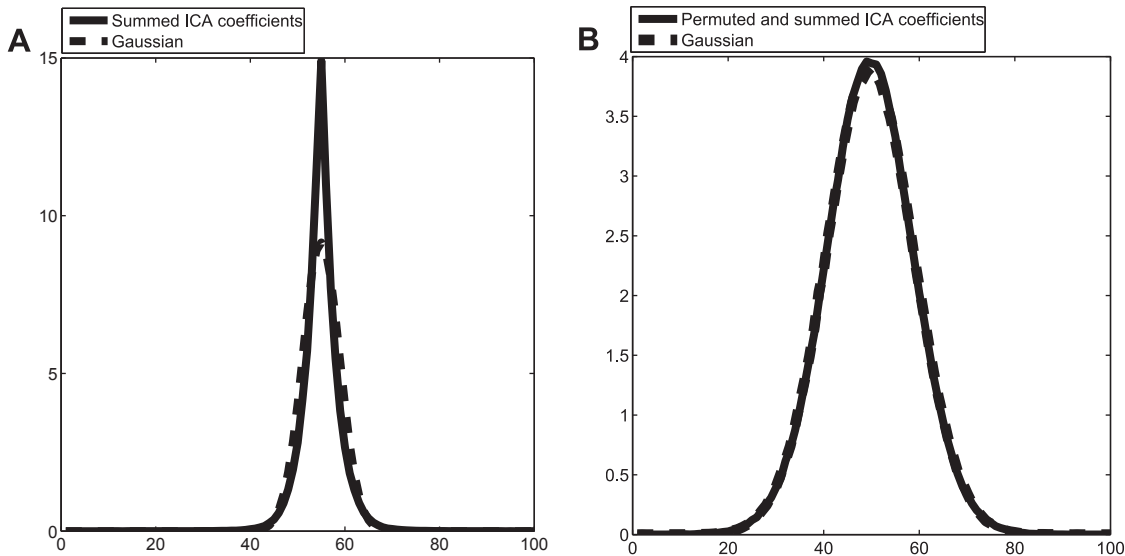 A
Summed ICA coefficients
Gaussian
15
10
5
0
0 20 40 60 80 100
B
Permuted and summed ICA coefficients
Gaussian
4
3.5
3
2.5
2
1.5
1
0.5
0
0 20 40 60 80 100